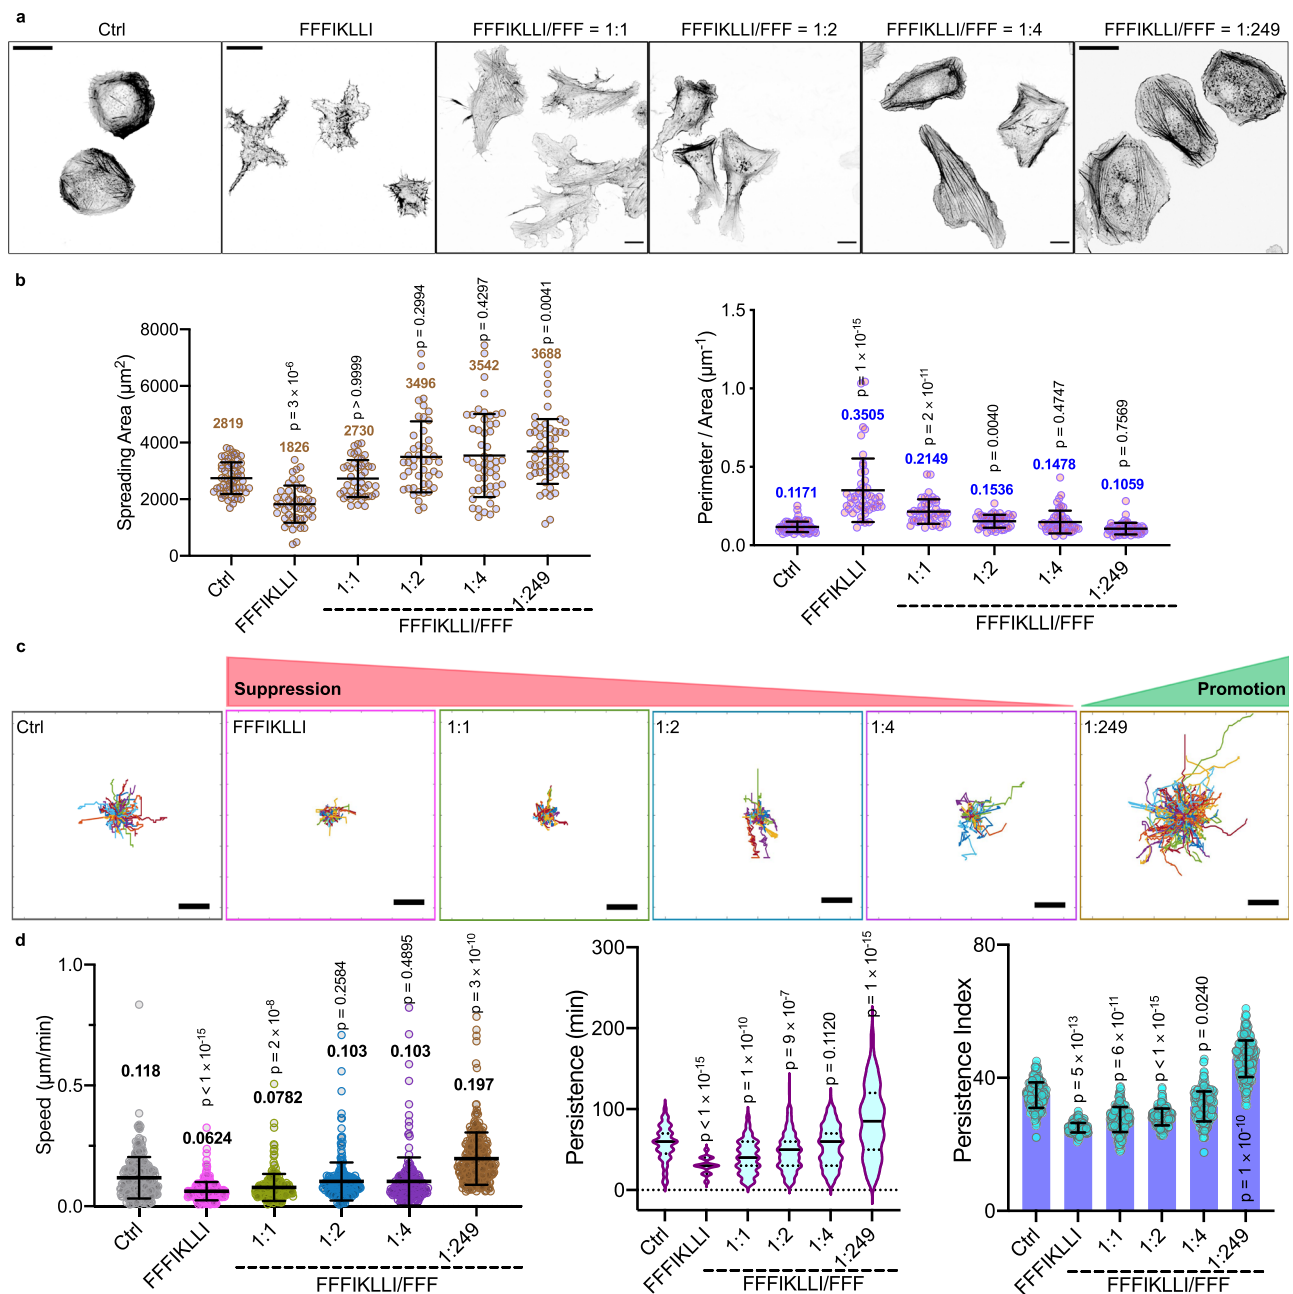 a
Ctrl
FFFIKLLI
FFFIKLLI/FFF = 1:1
FFFIKLLI/FFF = 1:2
FFFIKLLI/FFF = 1:4
FFFIKLLI/FFF = 1:249
b
Spreading Area (µm²)
8000
6000
4000
2000
0
2819
1826
2730
3496
3542
3688
p = 3 × 10⁻⁶
p > 0.9999
p = 0.2994
p = 0.4297
p = 0.0041
Ctrl
FFFIKLLI
1:1
1:2
1:4
1:249
FFFIKLLI/FFF
Perimeter / Area (µm⁻¹)
1.5
1.0
0.5
0.0
0.1171
0.3505
0.2149
0.1536
0.1478
0.1059
p = 1 × 10⁻¹⁵
p = 2 × 10⁻¹¹
p = 0.0040
p = 0.4747
p = 0.7669
Ctrl
FFFIKLLI
1:1
1:2
1:4
1:249
FFFIKLLI/FFF
c
Suppression
Promotion
Ctrl
FFFIKLLI
1:1
1:2
1:4
1:249
d
Speed (µm/min)
1.0
0.5
0.0
0.118
0.0624
0.0782
0.103
0.103
0.197
p < 1 × 10⁻¹⁵
p = 2 × 10⁻⁸
p = 0.2584
p = 0.4895
p = 3 × 10⁻¹⁰
Ctrl
FFFIKLLI
1:1
1:2
1:4
1:249
FFFIKLLI/FFF
Persistence (min)
300
200
100
0
p < 1 × 10⁻¹⁵
p = 1 × 10⁻¹⁰
p = 9 × 10⁻⁷
p = 0.1120
p = 1 × 10⁻¹⁵
Ctrl
FFFIKLLI
1:1
1:2
1:4
1:249
FFFIKLLI/FFF
Persistence Index
80
40
0
p = 5 × 10⁻¹³
p = 6 × 10⁻¹¹
p < 1 × 10⁻¹⁵
p = 0.0240
p = 1 × 10⁻¹⁰
Ctrl
FFFIKLLI
1:1
1:2
1:4
1:249
FFFIKLLI/FFF